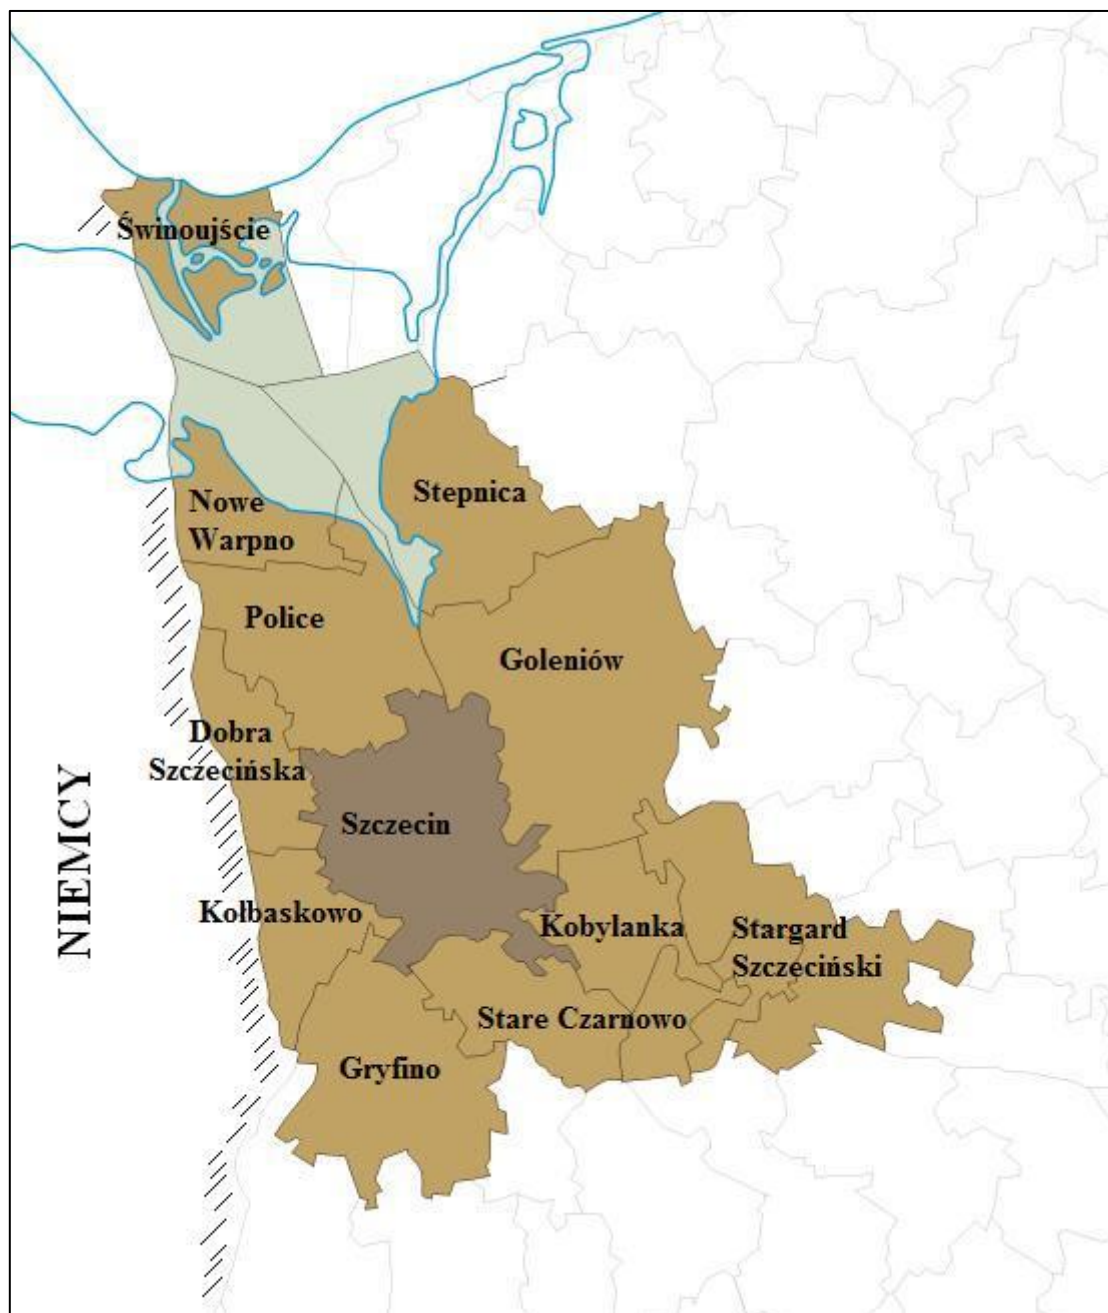 Świnoujście
Stepnica
Nowe
Warpno
Police
Goleniów
Dobra
Szczecińska
NIEMCY
Szczecin
Kołbaskowo
Kobylanka
Stargard
Szczeciński
Stare Czarnowo
Gryfino